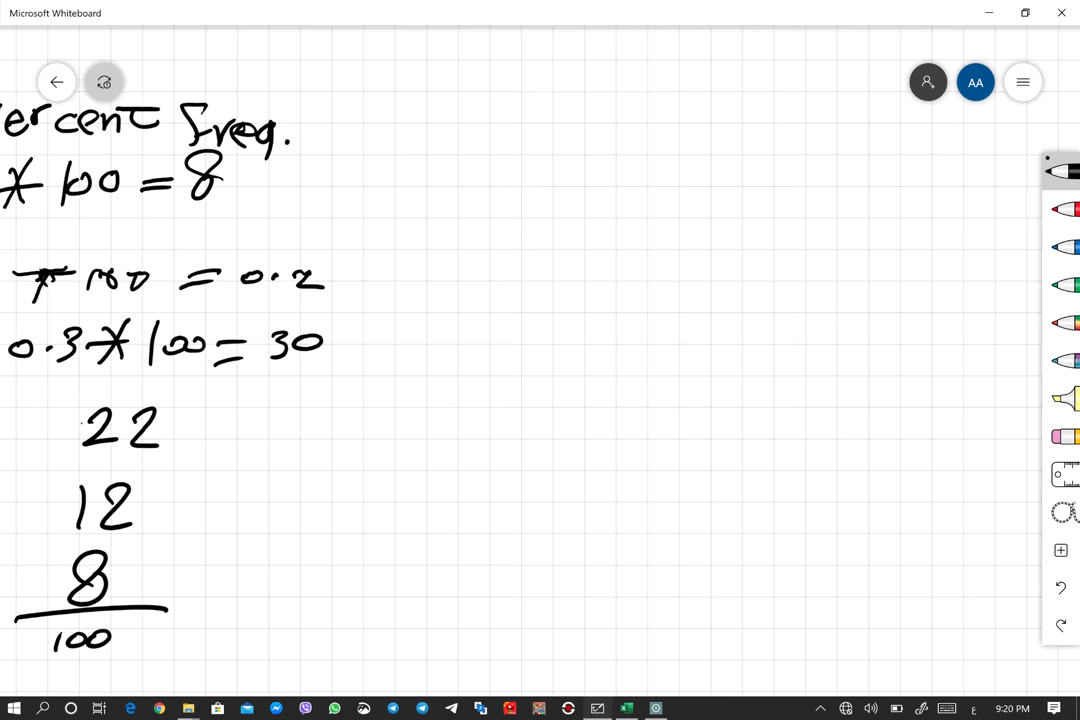 Microsoft Whiteboard
ercent Freq.
AA
* 100 = 8
* 100 = 0.2
0.3 * 100 = 30
22
12
8
100
ع
9:20 PM